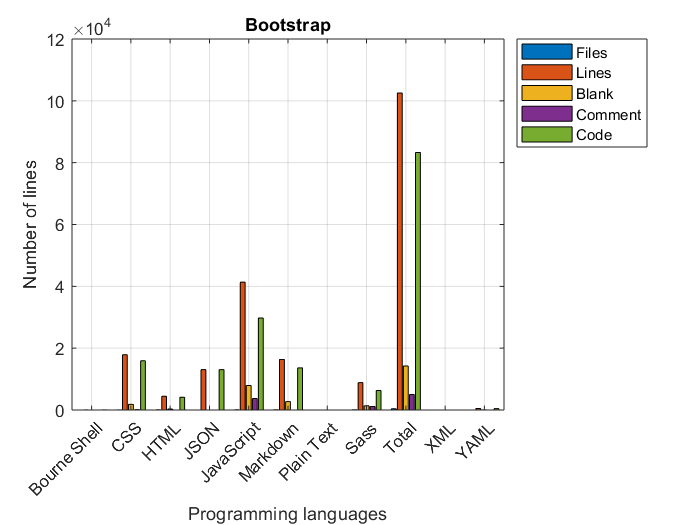 Bootstrap
×10^4
12
10
8
6
4
2
0
Number of lines
Bourne Shell
CSS
HTML
JSON
JavaScript
Markdown
Plain Text
Sass
Total
XML
YAML
Programming languages
Files
Lines
Blank
Comment
Code